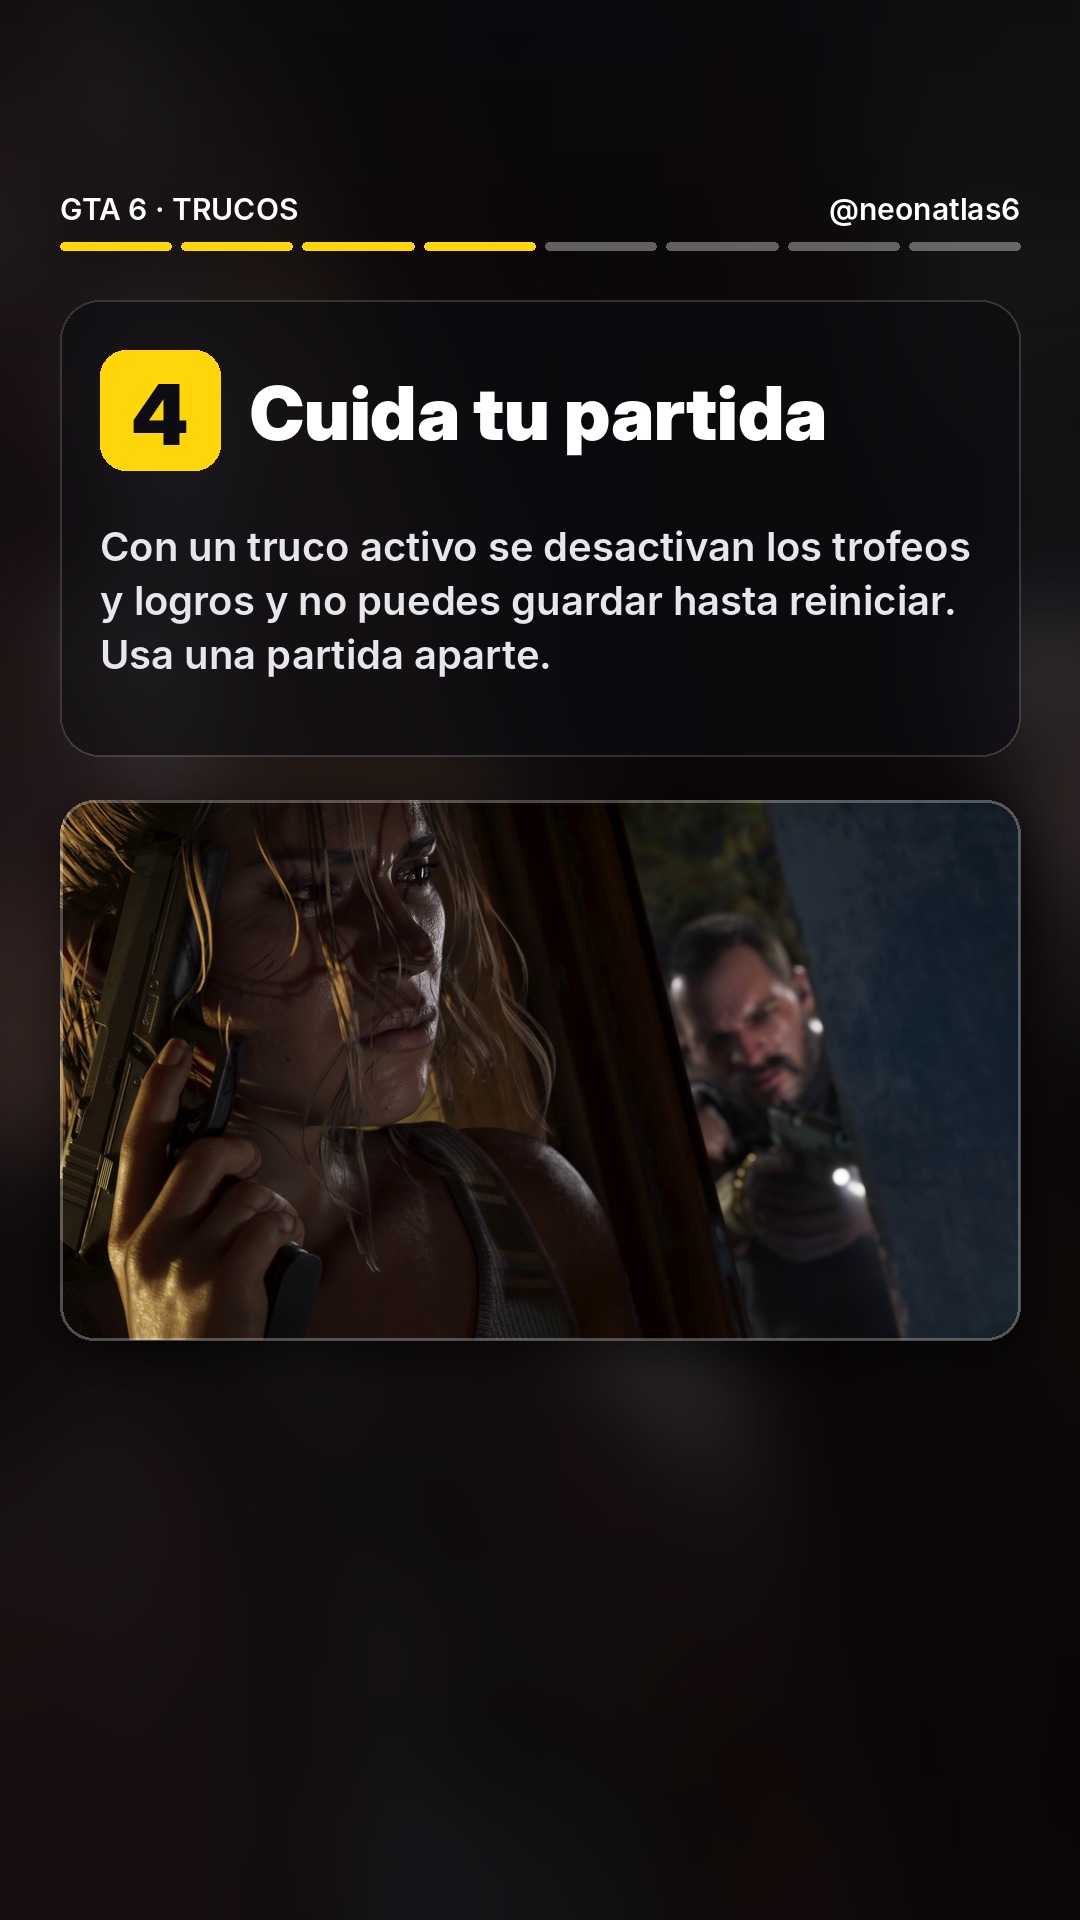 GTA 6 · TRUCOS
@neonatlas6
4
Cuida tu partida
Con un truco activo se desactivan los trofeos
y logros y no puedes guardar hasta reiniciar.
Usa una partida aparte.